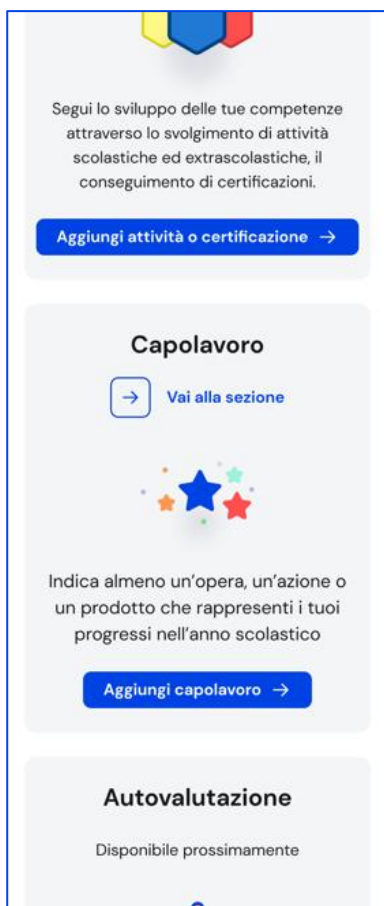 Segui lo sviluppo delle tue competenze
attraverso lo svolgimento di attività
scolastiche ed extrascolastiche, il
conseguimento di certificazioni.
Aggiungi attività o certificazione →
Capolavoro
→ Vai alla sezione
Indica almeno un’opera, un’azione o
un prodotto che rappresenti i tuoi
progressi nell’anno scolastico
Aggiungi capolavoro →
Autovalutazione
Disponibile prossimamente